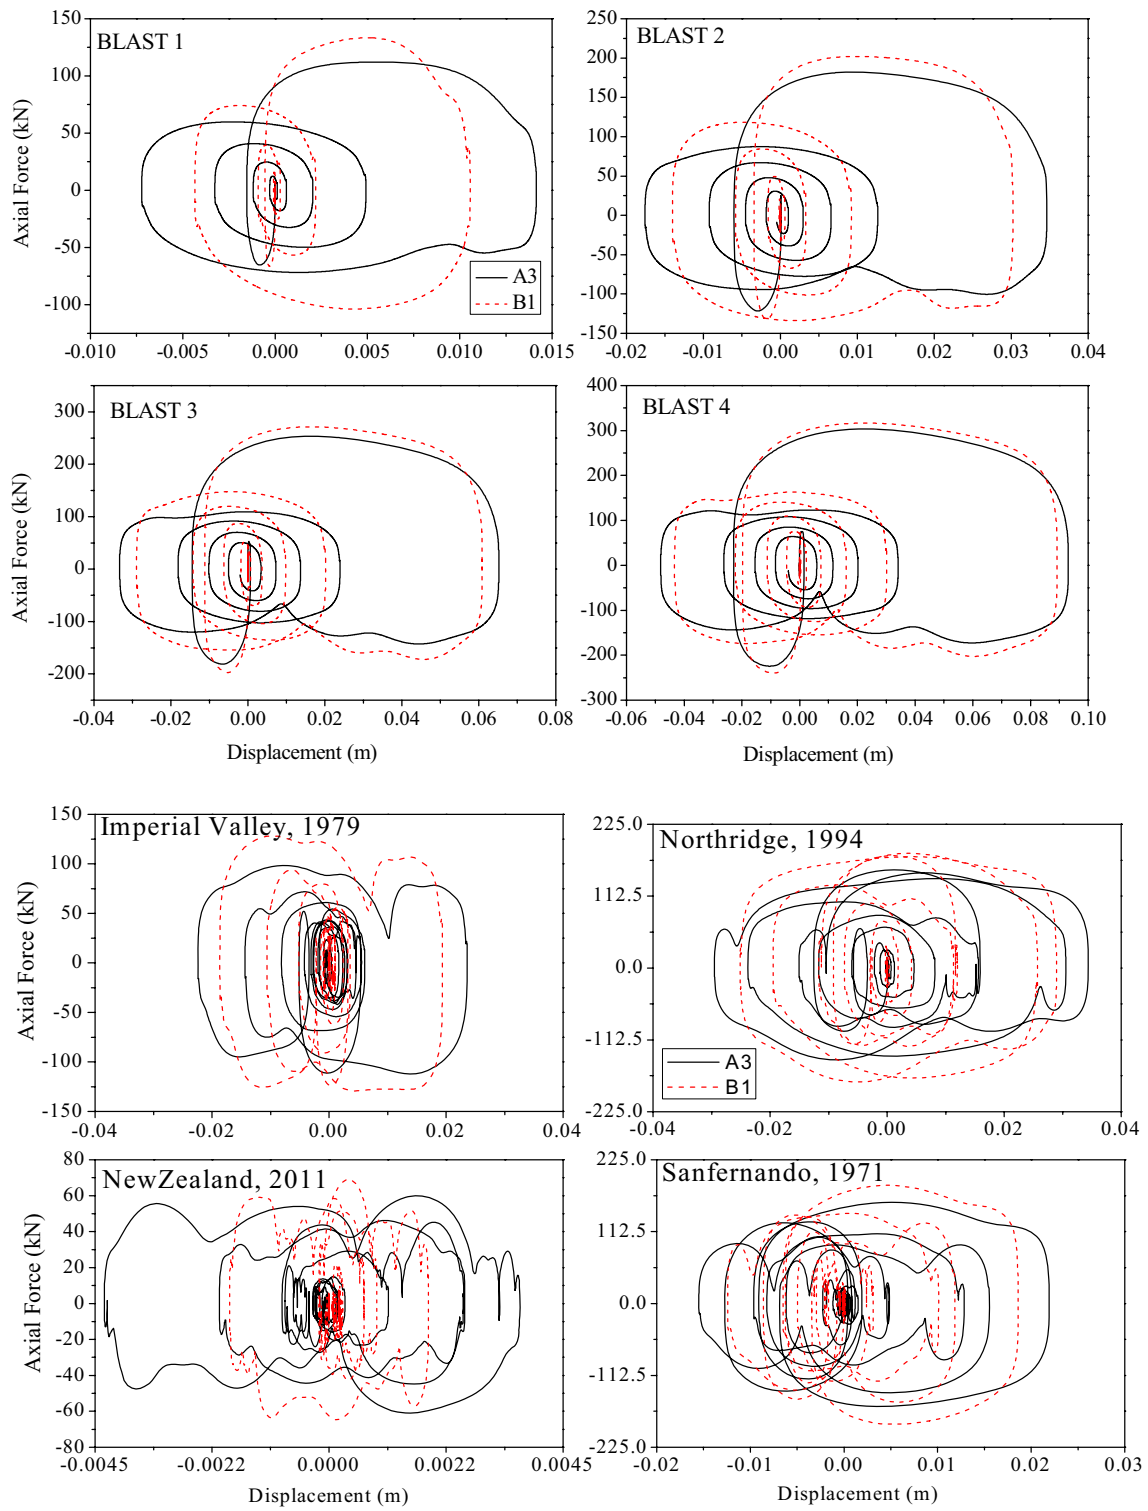 BLAST 1
150
100
50
0
-50
-100
Axial Force (kN)
A3
B1
-0.010 -0.005 0.000 0.005 0.010 0.015
BLAST 2
250
200
150
100
50
0
-50
-100
-150
-0.02 -0.01 0.00 0.01 0.02 0.03 0.04
BLAST 3
300
200
100
0
-100
-200
Axial Force (kN)
-0.04 -0.02 0.00 0.02 0.04 0.06 0.08
Displacement (m)
BLAST 4
400
300
200
100
0
-100
-200
-300
-0.06 -0.04 -0.02 0.00 0.02 0.04 0.06 0.08 0.10
Displacement (m)
Imperial Valley, 1979
150
100
50
0
-50
-100
-150
Axial Force (kN)
-0.04 -0.02 0.00 0.02 0.04
Northridge, 1994
225.0
112.5
0.0
-112.5
-225.0
A3
B1
-0.04 -0.02 0.00 0.02 0.04
NewZealand, 2011
80
60
40
20
0
-20
-40
-60
-80
Axial Force (kN)
-0.0045 -0.0022 0.0000 0.0022 0.0045
Displacement (m)
Sanfernando, 1971
225.0
112.5
0.0
-112.5
-225.0
-0.02 -0.01 0.00 0.01 0.02 0.03
Displacement (m)